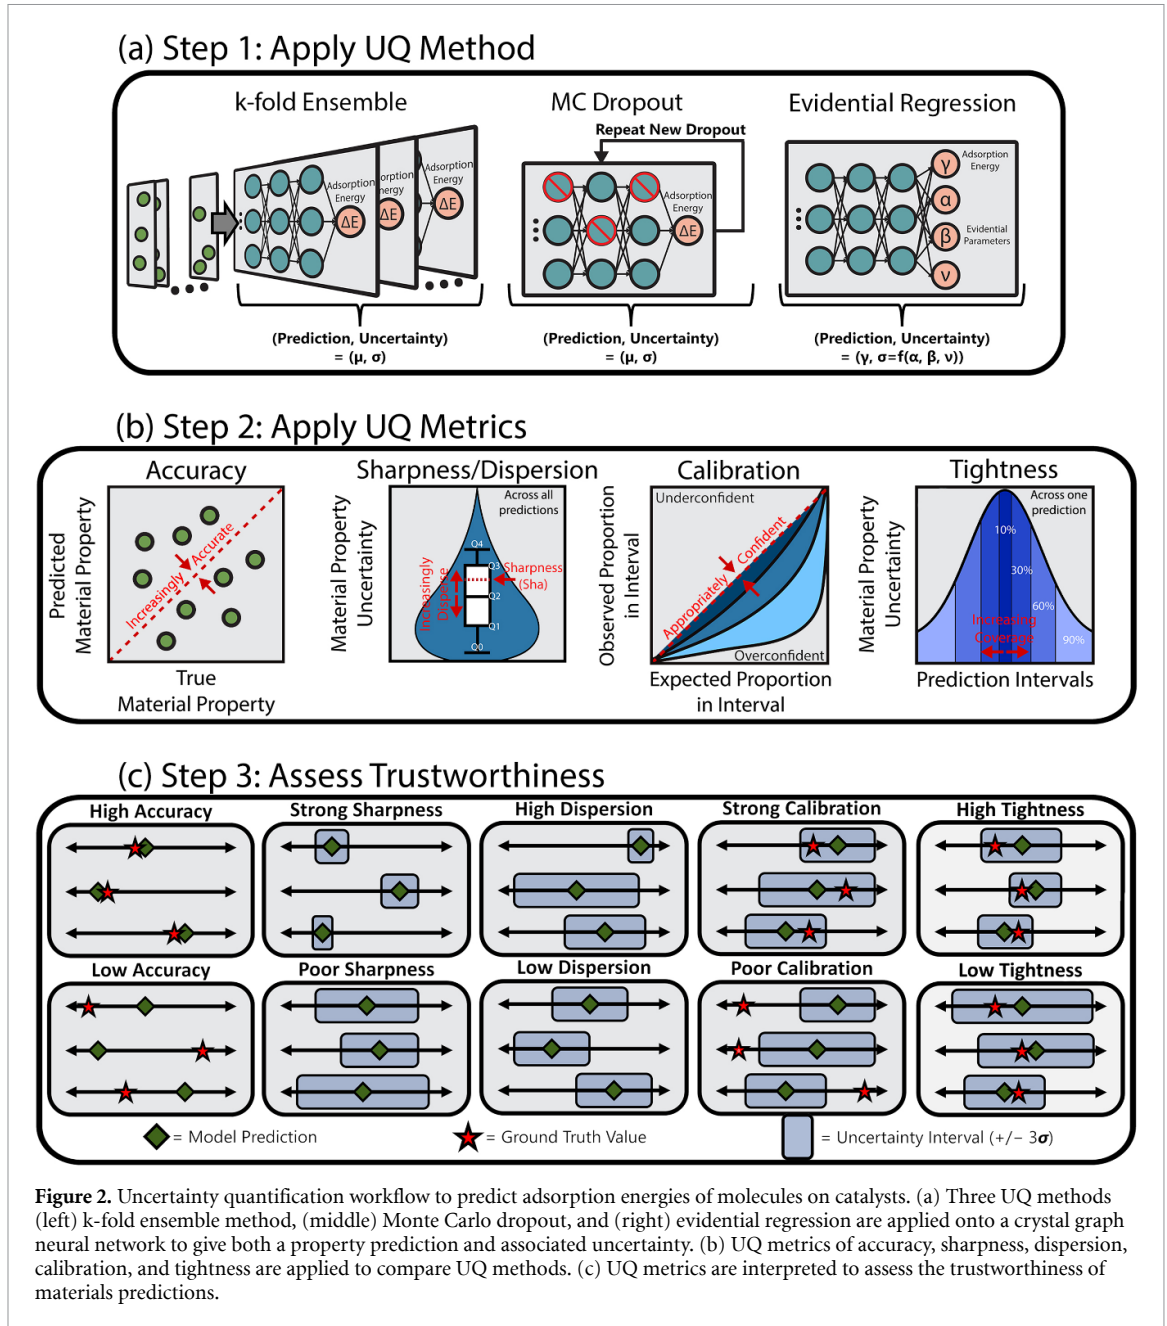 (a) Step 1: Apply UQ Method
k-fold Ensemble
MC Dropout
Evidential Regression
Repeat New Dropout
Adsorption
Energy
ΔE
Adsorption
Energy
ΔE
Adsorption
Energy
ΔE
Adsorption
Energy
γ
α
β
ν
Evidential
Parameters
(Prediction, Uncertainty)
= (μ, σ)
(Prediction, Uncertainty)
= (μ, σ)
(Prediction, Uncertainty)
= (γ, σ=f(α, β, ν))
(b) Step 2: Apply UQ Metrics
Accuracy
Predicted
Material Property
Increasingly Accurate
True
Material Property
Sharpness/Dispersion
Material Property
Uncertainty
Across all
predictions
Q4
Q3
Q2
Q1
Q0
Increasingly
Disperse
Sharpness
(Sha)
Calibration
Observed Proportion
in Interval
Underconfident
Appropriately Confident
Overconfident
Expected Proportion
in Interval
Tightness
Material Property
Uncertainty
Across one
prediction
10%
30%
60%
90%
Increasing
Coverage
Prediction Intervals
(c) Step 3: Assess Trustworthiness
High Accuracy
Strong Sharpness
High Dispersion
Strong Calibration
High Tightness
Low Accuracy
Poor Sharpness
Low Dispersion
Poor Calibration
Low Tightness
= Model Prediction
= Ground Truth Value
= Uncertainty Interval (+/− 3σ)
Figure 2. Uncertainty quantification workflow to predict adsorption energies of molecules on catalysts. (a) Three UQ methods
(left) k-fold ensemble method, (middle) Monte Carlo dropout, and (right) evidential regression are applied onto a crystal graph
neural network to give both a property prediction and associated uncertainty. (b) UQ metrics of accuracy, sharpness, dispersion,
calibration, and tightness are applied to compare UQ methods. (c) UQ metrics are interpreted to assess the trustworthiness of
materials predictions.